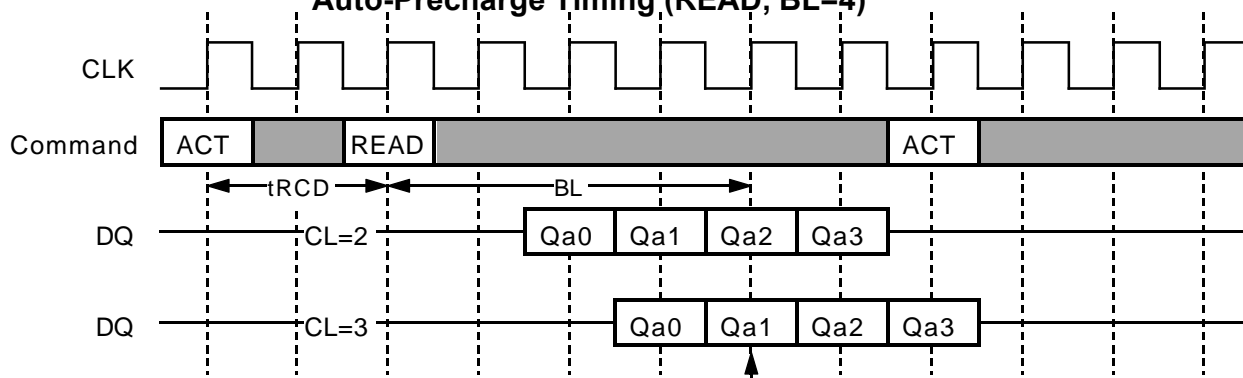 Auto-Precharge Timing (READ, BL=4)
CLK
Command ACT READ ACT
tRCD BL
DQ CL=2 Qa0 Qa1 Qa2 Qa3
DQ CL=3 Qa0 Qa1 Qa2 Qa3